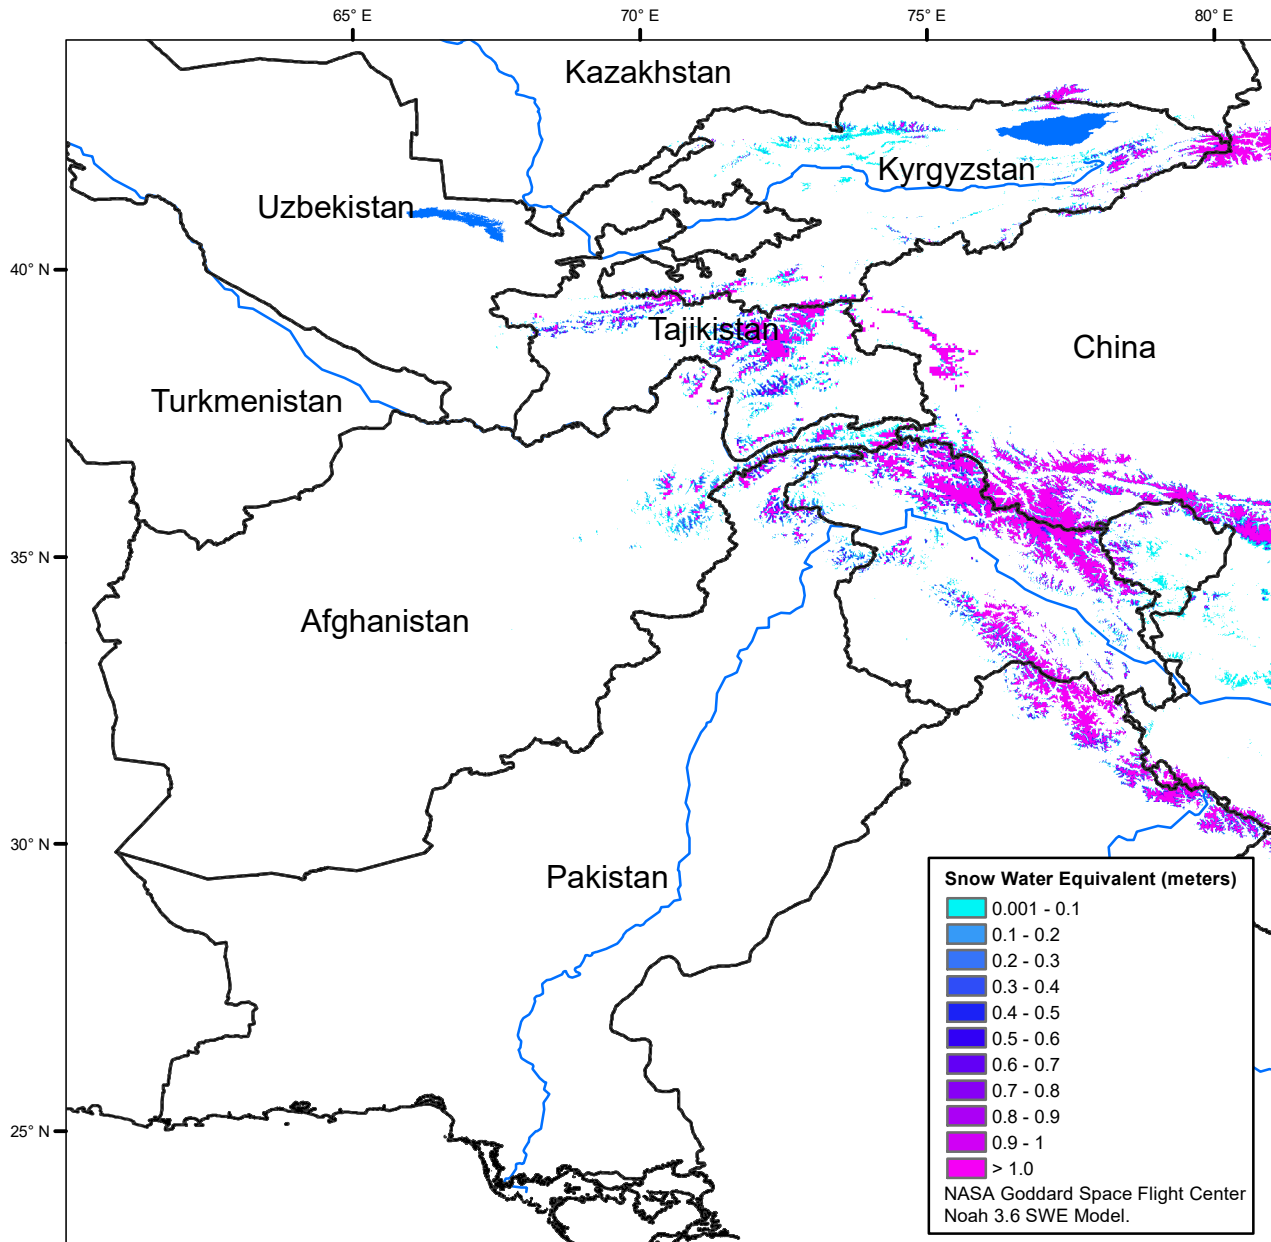 65° E
70° E
75° E
80° E
Kazakhstan
Kyrgyzstan
Uzbekistan
40° N
Tajikistan
China
Turkmenistan
35° N
Afghanistan
30° N
Pakistan
25° N
Snow Water Equivalent (meters)
0.001 - 0.1
0.1 - 0.2
0.2 - 0.3
0.3 - 0.4
0.4 - 0.5
0.5 - 0.6
0.6 - 0.7
0.7 - 0.8
0.8 - 0.9
0.9 - 1
> 1.0
NASA Goddard Space Flight Center
Noah 3.6 SWE Model.